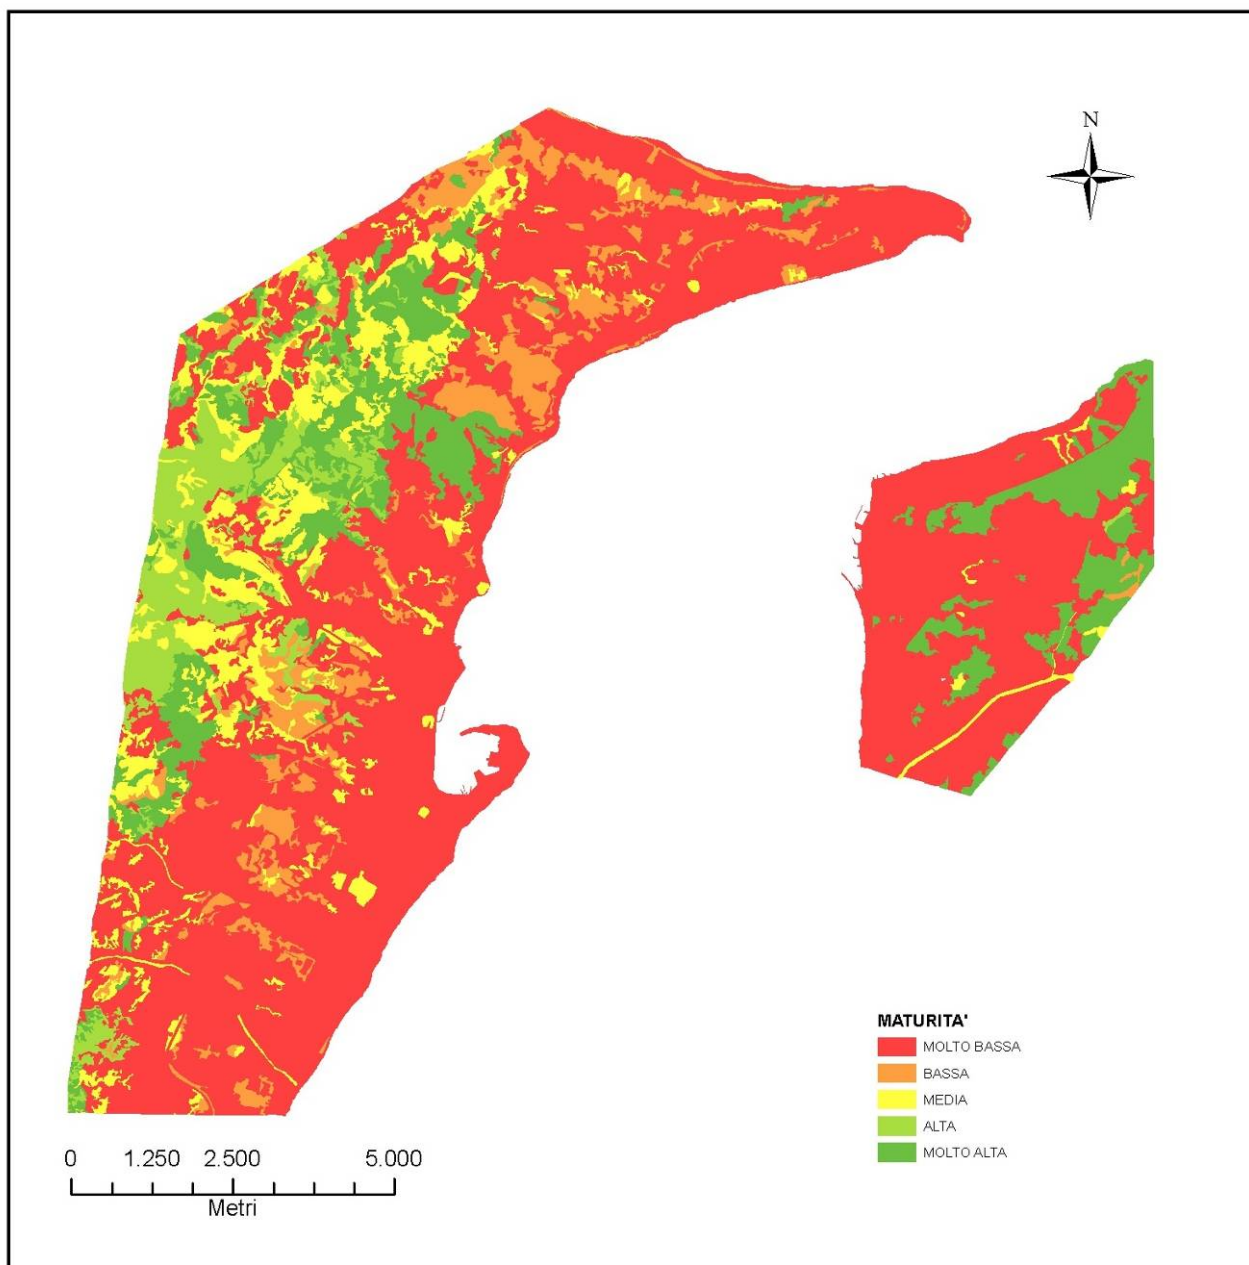 N
MATURITA'
MOLTO BASSA
BASSA
MEDIA
ALTA
MOLTO ALTA
0 1.250 2.500 5.000
Metri